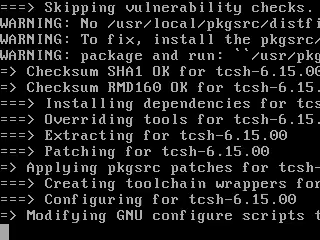 ===> Skipping vulnerability checks.
WARNING: No /usr/local/pkgsrc/distfi
WARNING: To fix, install the pkgsrc/
WARNING: package and run: ``/usr/pkg
=> Checksum SHA1 OK for tcsh-6.15.00
=> Checksum RMD160 OK for tcsh-6.15.
===> Installing dependencies for tcs
===> Overriding tools for tcsh-6.15.
===> Extracting for tcsh-6.15.00
===> Patching for tcsh-6.15.00
=> Applying pkgsrc patches for tcsh-
===> Creating toolchain wrappers for
===> Configuring for tcsh-6.15.00
=> Modifying GNU configure scripts t